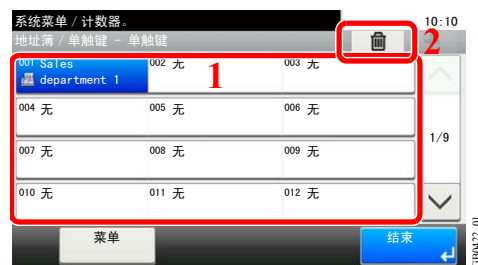 系统菜单 / 计数器。 10:10
地址簿 / 单触键 - 单触键 2
001 Sales department 1 002 无 1 003 无
004 无 005 无 006 无
1/9
007 无 008 无 009 无
010 无 011 无 012 无
菜单 结束
GB0422_01